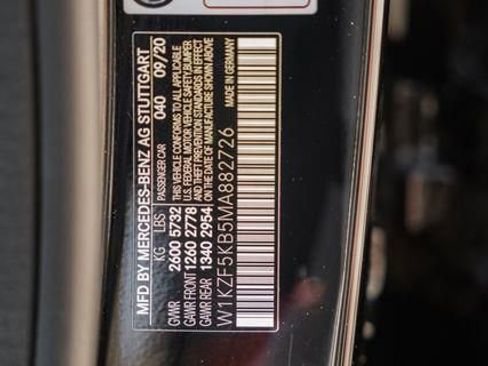 MFD BY MERCEDES-BENZ AG STUTTGART
KG LBS PASSENGER CAR 040 09/20
GVWR 2600 5732 THIS VEHICLE CONFORMS TO ALL APPLICABLE
GAWR FRONT 1260 2778 U.S. FEDERAL MOTOR VEHICLE SAFETY,BUMPER
GAWR REAR 1340 2954 AND THEFT PREVENTION STANDARDS IN EFFECT
ON THE DATE OF MANUFACTURE SHOWN ABOVE
W1KZF5KB5MA882726 MADE IN GERMANY